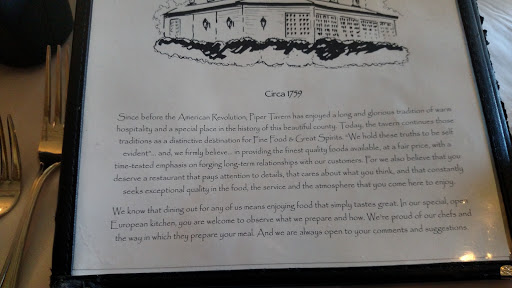 Circa 1759
Since before the American Revolution, Piper Tavern has enjoyed a long and glorious tradition of warm
hospitality and a special place in the history of this beautiful county. Today, the tavern continues those
traditions as a distinctive destination for Fine Food & Great Spirits. "We hold these truths to be self
evident"... and, we firmly believe... in providing the finest quality foods available, at a fair price, with a
time-tested emphasis on forging long-term relationships with our customers. For we also believe that you
deserve a restaurant that pays attention to details, that cares about what you think, and that constantly
seeks exceptional quality in the food, the service and the atmosphere that you come here to enjoy.
We know that dining out for any of us means enjoying food that simply tastes great. In our special, open
European kitchen, you are welcome to observe what we prepare and how. We're proud of our chefs and
the way in which they prepare your meal. And we are always open to your comments and suggestions